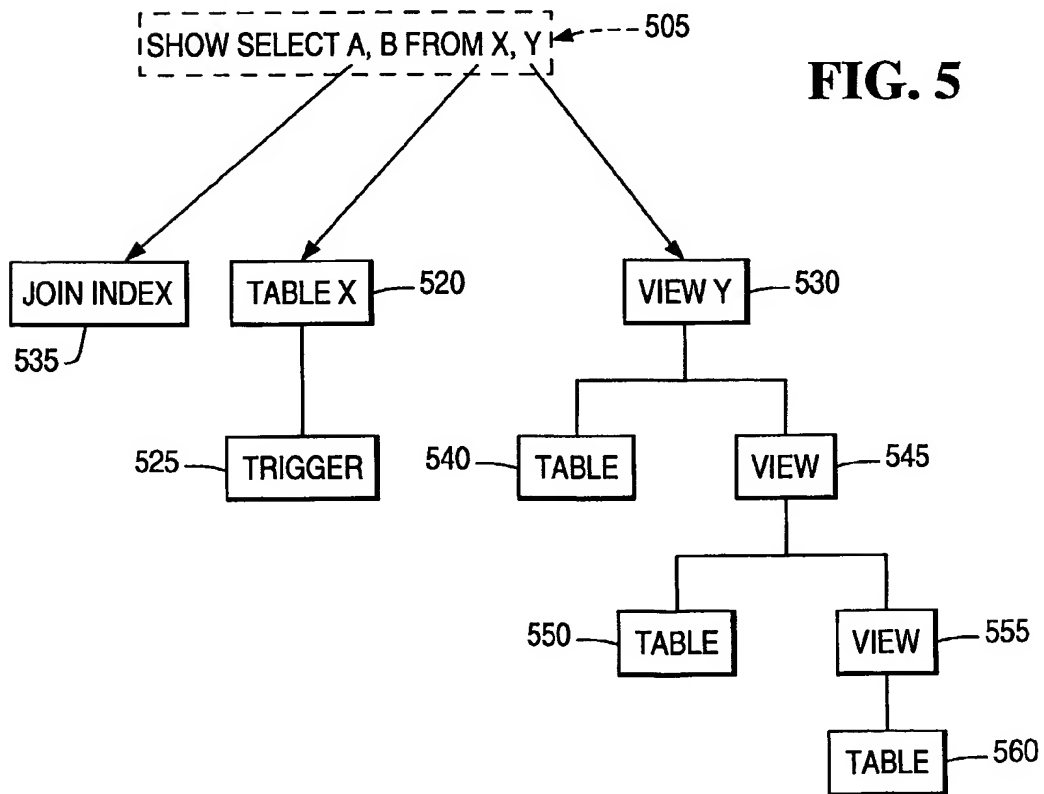 SHOW SELECT A, B FROM X, Y
505
FIG. 5
JOIN INDEX
535
TABLE X
520
VIEW Y
530
525
TRIGGER
540
TABLE
VIEW
545
550
TABLE
VIEW
555
TABLE
560